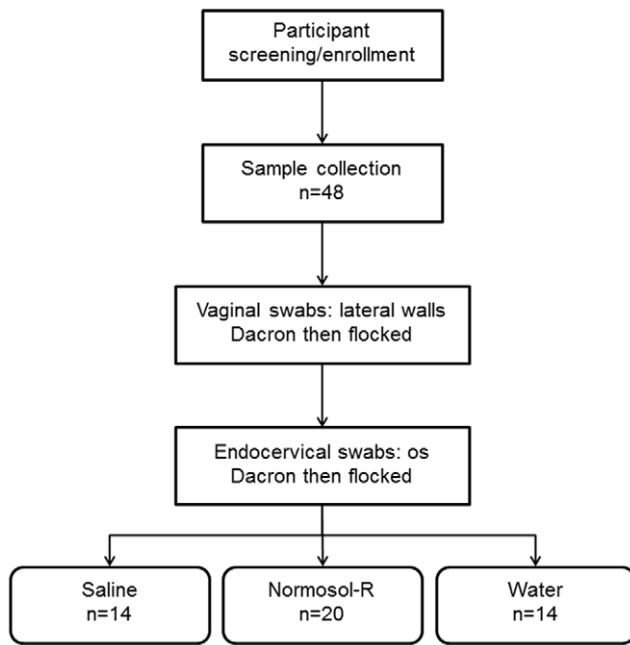 Participant
screening/enrollment
Sample collection
n=48
Vaginal swabs: lateral walls
Dacron then flocked
Endocervical swabs: os
Dacron then flocked
Saline
n=14
Normosol-R
n=20
Water
n=14